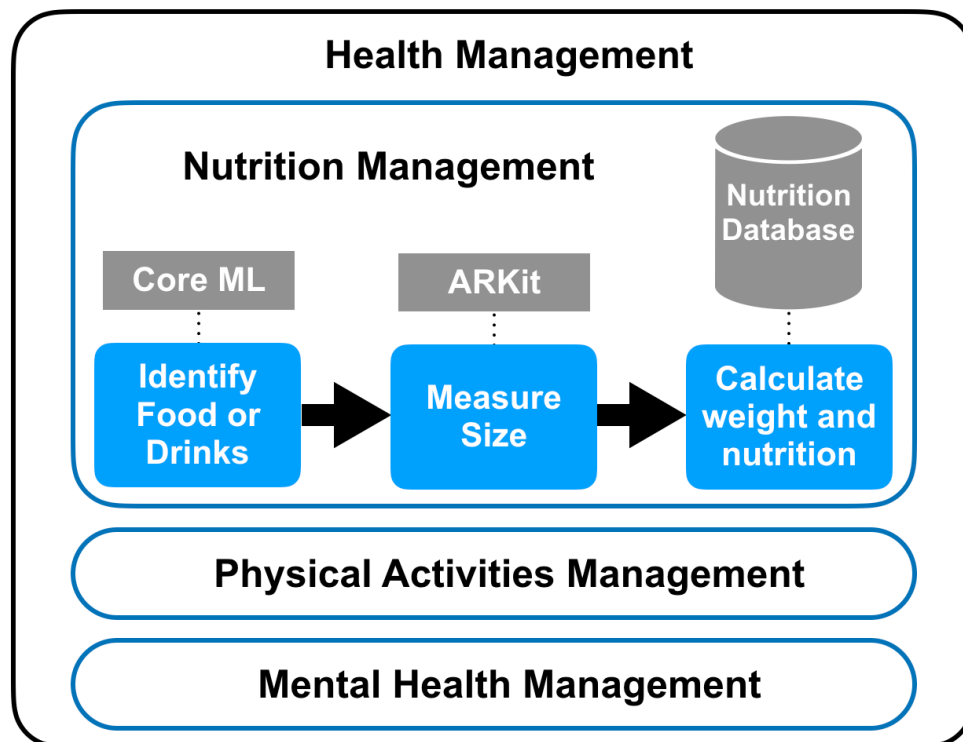 Health Management
Nutrition Management
Nutrition
Database
Core ML
ARKit
Identify
Food or
Drinks
Measure
Size
Calculate
weight and
nutrition
Physical Activities Management
Mental Health Management